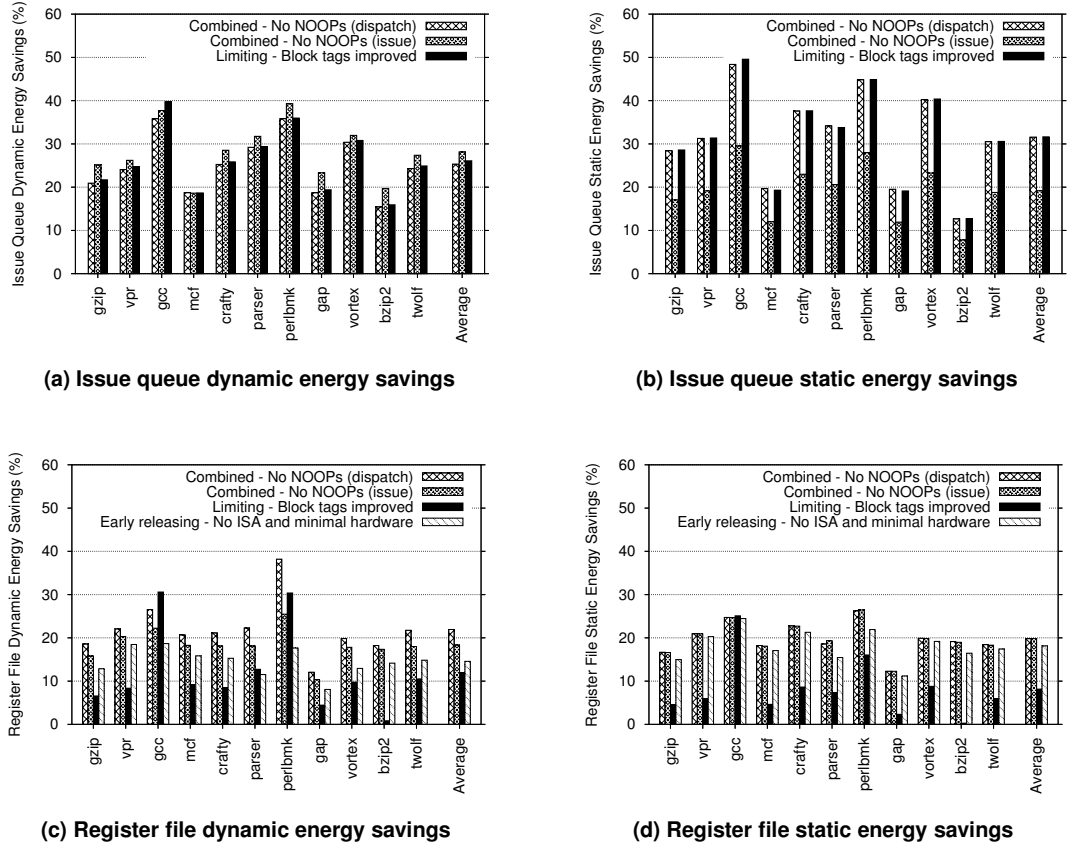 Issue Queue Dynamic Energy Savings (%)
60
50
40
30
20
10
0
Combined - No NOOPs (dispatch)
Combined - No NOOPs (issue)
Limiting - Block tags improved
gzip
vpr
gcc
mcf
crafty
parser
perlbmk
gap
vortex
bzip2
twolf
Average
(a) Issue queue dynamic energy savings
Issue Queue Static Energy Savings (%)
60
50
40
30
20
10
0
Combined - No NOOPs (dispatch)
Combined - No NOOPs (issue)
Limiting - Block tags improved
gzip
vpr
gcc
mcf
crafty
parser
perlbmk
gap
vortex
bzip2
twolf
Average
(b) Issue queue static energy savings
Register File Dynamic Energy Savings (%)
60
50
40
30
20
10
0
Combined - No NOOPs (dispatch)
Combined - No NOOPs (issue)
Limiting - Block tags improved
Early releasing - No ISA and minimal hardware
gzip
vpr
gcc
mcf
crafty
parser
perlbmk
gap
vortex
bzip2
twolf
Average
(c) Register file dynamic energy savings
Register File Static Energy Savings (%)
60
50
40
30
20
10
0
Combined - No NOOPs (dispatch)
Combined - No NOOPs (issue)
Limiting - Block tags improved
Early releasing - No ISA and minimal hardware
gzip
vpr
gcc
mcf
crafty
parser
perlbmk
gap
vortex
bzip2
twolf
Average
(d) Register file static energy savings